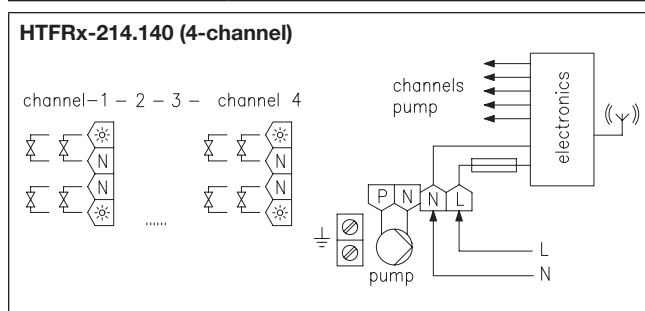 HTFRx-214.140 (4-channel)
channel-1 - 2 - 3 - channel 4
N
N
N
N
......
channels
pump
electronics
P N N L
pump
L
N